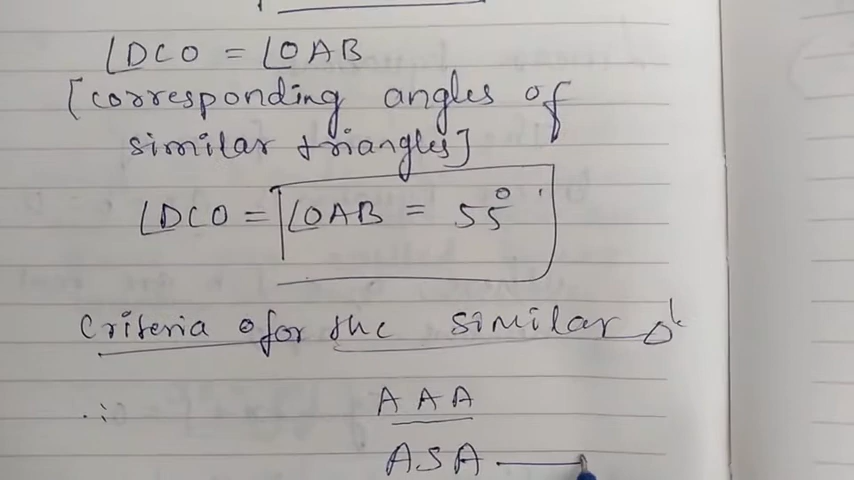 ∠DCO = ∠OAB
[corresponding angles of
similar triangles]
∠DCO = ∠OAB = 55°
Criteria for the similar Δ
∴ AAA
ASA